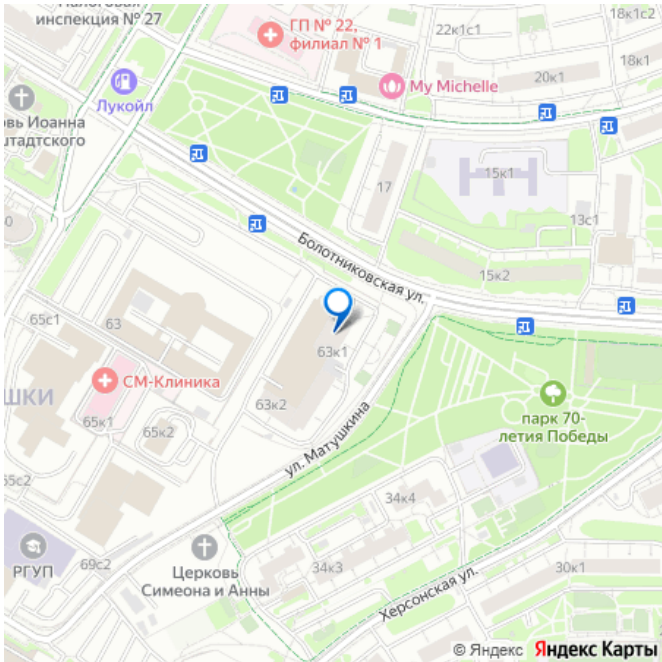 инспекция № 27
ГП № 22,
филиал № 1
22к1с1
18к1с2
18к1
20к1
My Michelle
Лукойл
вь Иоанна
штадтского
15к1
17
13с1
Болотниковская ул.
15к2
65с1
63
63к1
СМ-Клиника
ШКИ
63к2
65к1
65к2
парк 70-
летия Победы
ул. Матушкина
65с2
34к4
РГУП
69с2
Церковь
Симеона и Анны
34к3
Херсонская ул.
30к1
© Яндекс Яндекс Карты